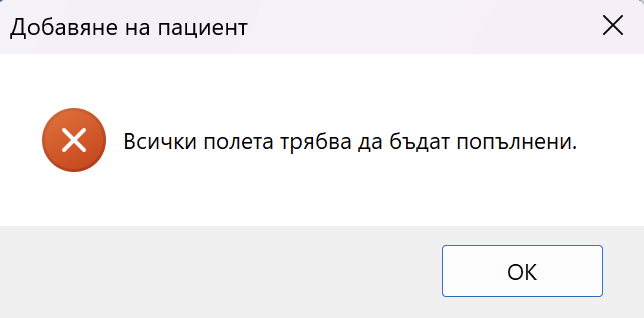 Добавяне на пациент
Всички полета трябва да бъдат попълнени.
OK